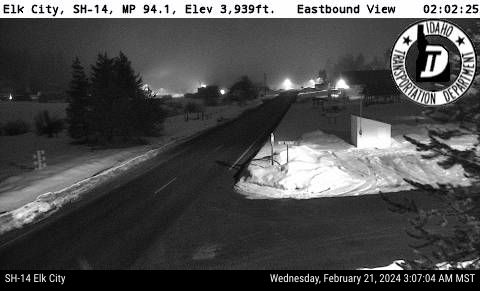 Elk City, SH-14, MP 94.1, Elev 3,939ft. Eastbound View 02:02:25
IDAHO
TRANSPORTATION DEPARTMENT
SH-14 Elk City Wednesday, February 21, 2024 3:07:04 AM MST